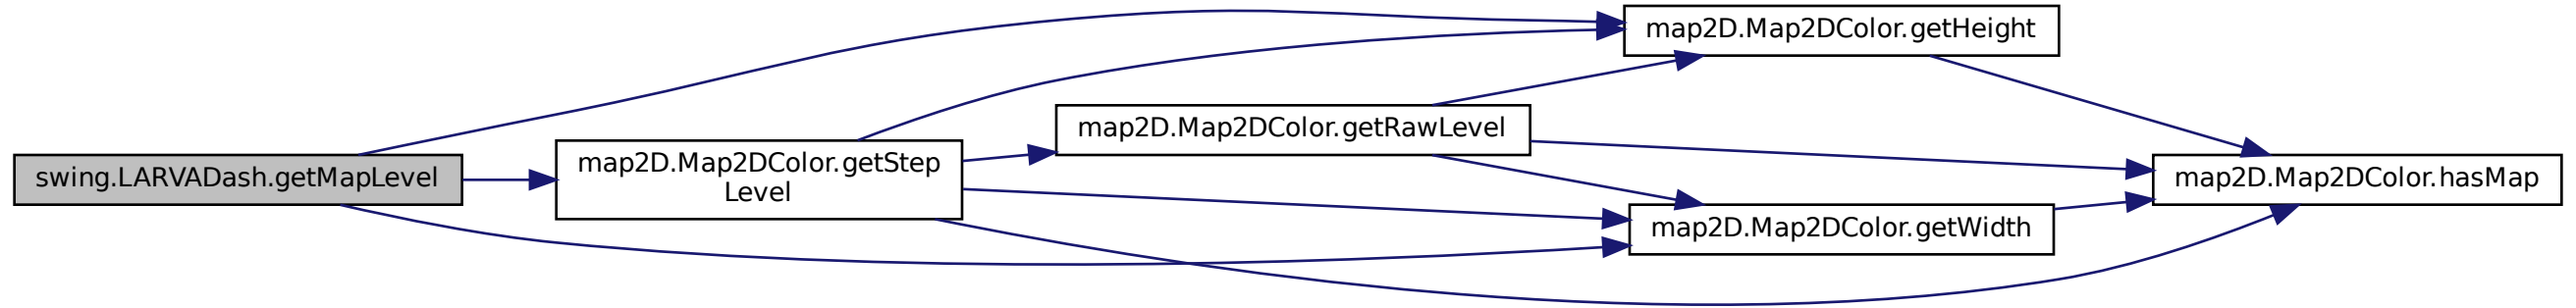 swing.LARVADash.getMapLevel
map2D.Map2DColor.getStep
Level
map2D.Map2DColor.getRawLevel
map2D.Map2DColor.getHeight
map2D.Map2DColor.getWidth
map2D.Map2DColor.hasMap